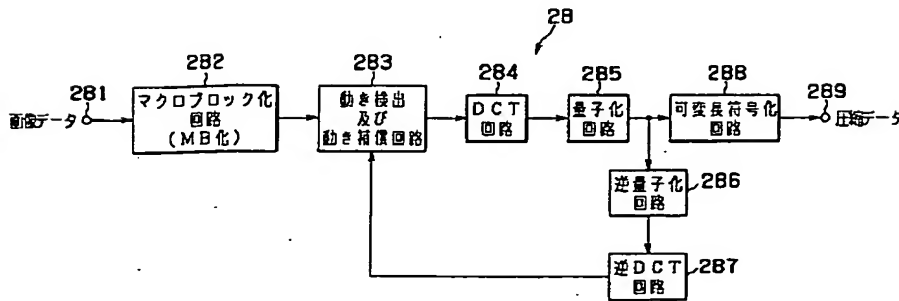 28
281
282
283
284
285
288
289
画像データ
マクロブロック化
回路
(MB化)
動き検出
及び
動き補償回路
DCT
回路
量子化
回路
可変長符号化
回路
圧縮データ
逆量子化
回路
286
逆DCT
回路
287